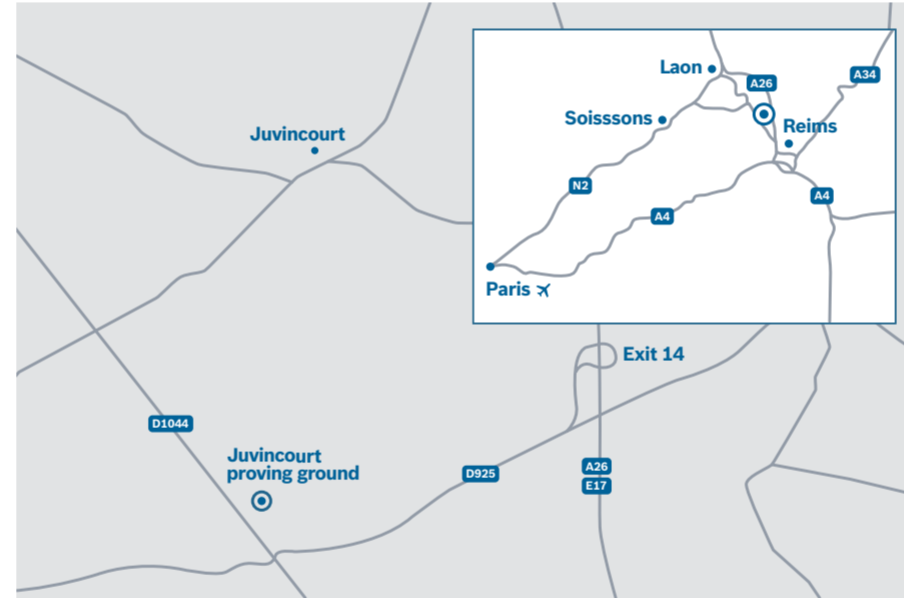 Juvincourt
D1044
Juvincourt
proving ground
D925
Exit 14
A26
E17
Laon
A26
A34
Soisssons
Reims
N2
A4
A4
Paris